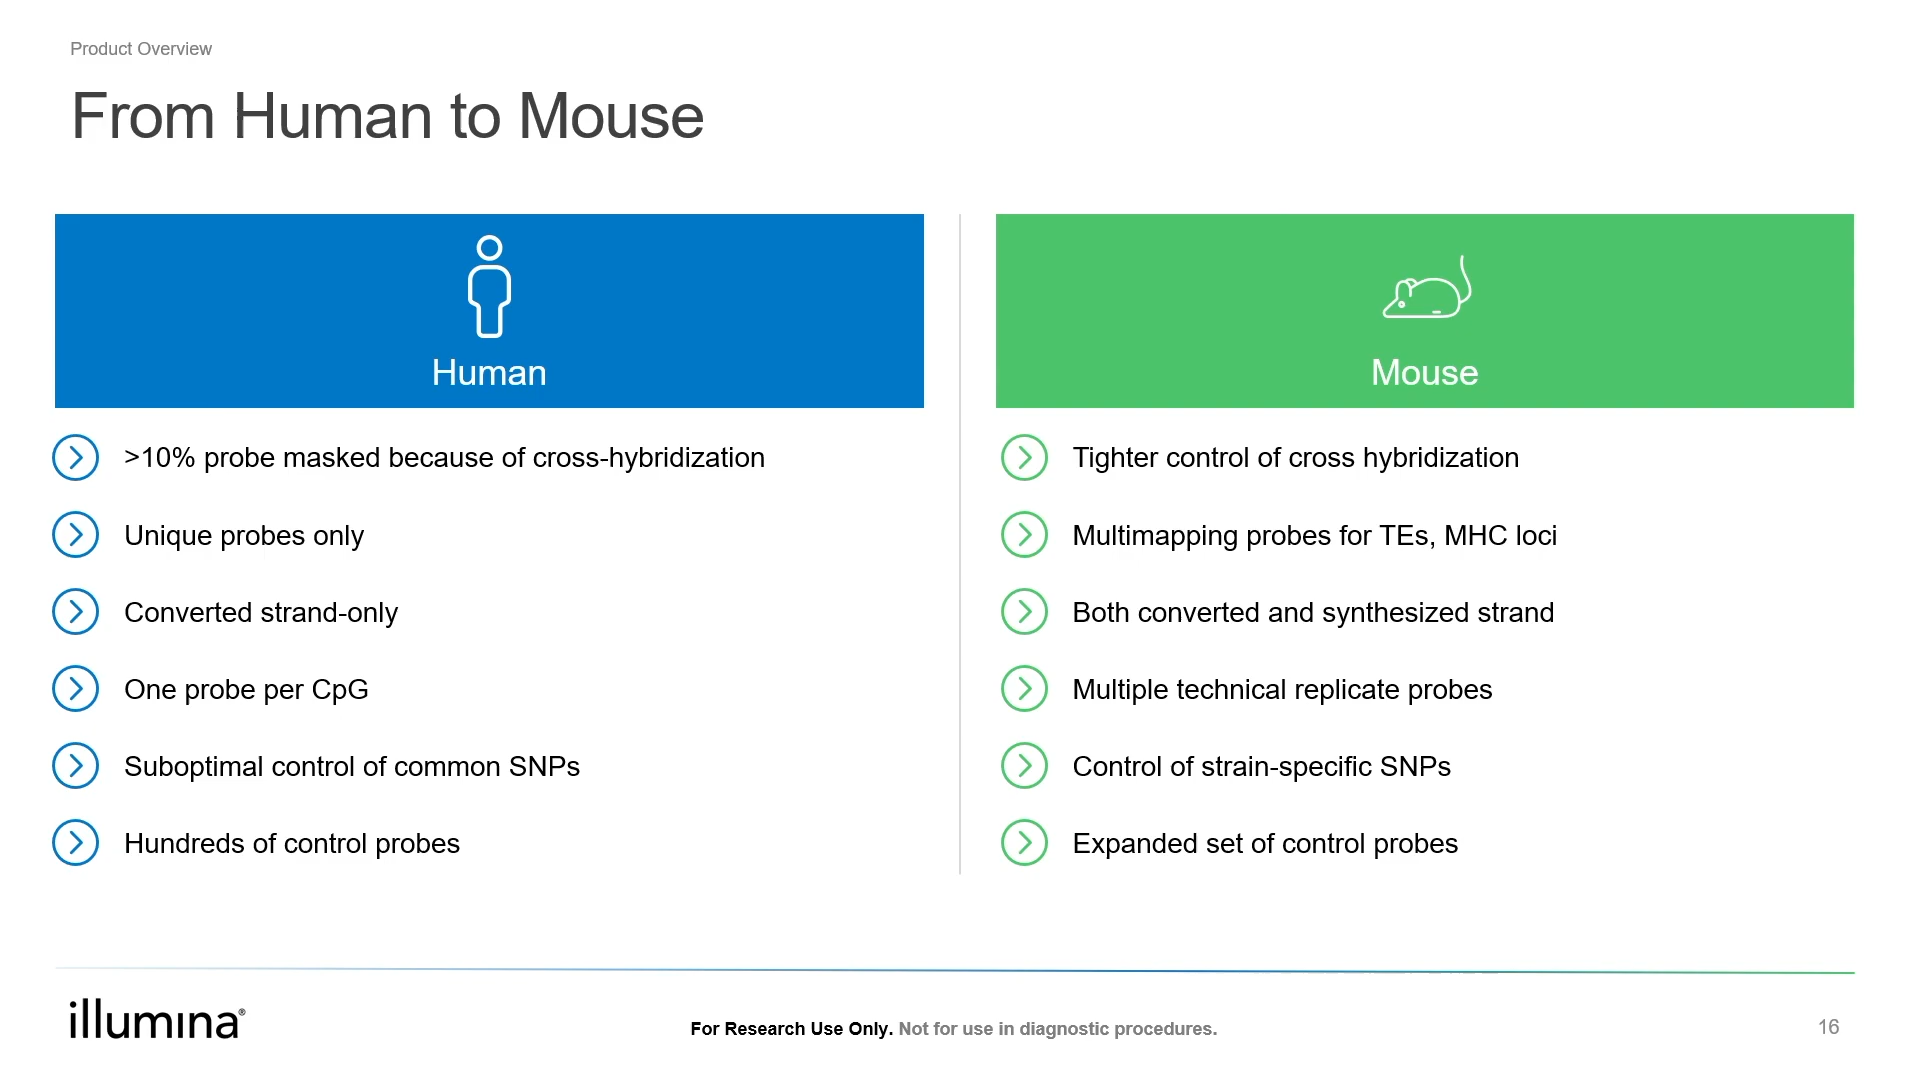 Product Overview
From Human to Mouse
Human
>10% probe masked because of cross-hybridization
Unique probes only
Converted strand-only
One probe per CpG
Suboptimal control of common SNPs
Hundreds of control probes
Mouse
Tighter control of cross hybridization
Multimapping probes for TEs, MHC loci
Both converted and synthesized strand
Multiple technical replicate probes
Control of strain-specific SNPs
Expanded set of control probes
illumina®
For Research Use Only. Not for use in diagnostic procedures.
16